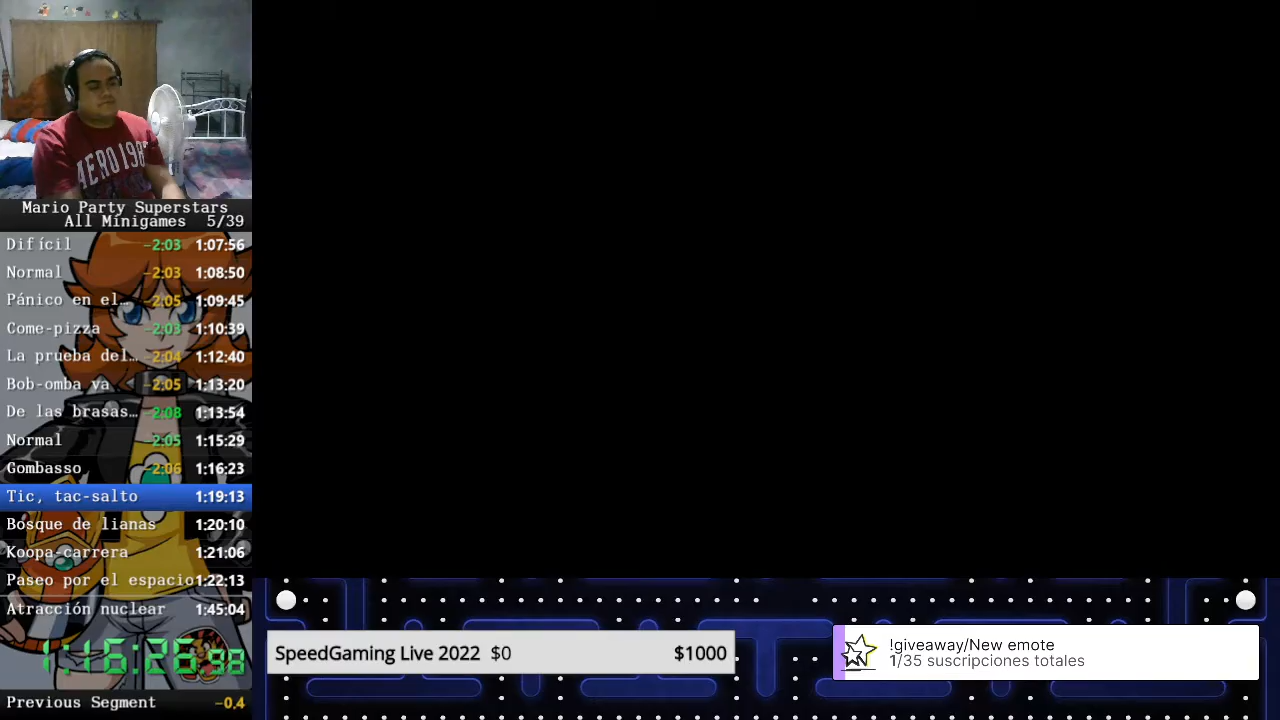 AERO 1987
Mario Party Superstars
All Minigames 5/39
Difícil -2:03 1:07:56
Normal -2:03 1:08:50
Pánico en el… -2:05 1:09:45
Come-pizza -2:03 1:10:39
La prueba del… -2:04 1:12:40
Bob-omba va -2:05 1:13:20
De las brasas… -2:08 1:13:54
Normal -2:05 1:15:29
Gombasso -2:06 1:16:23
Tic, tac-salto 1:19:13
Bosque de lianas 1:20:10
Koopa-carrera 1:21:06
Paseo por el espacio 1:22:13
Atracción nuclear 1:45:04
1:16:26.98
Previous Segment -0.4
SpeedGaming Live 2022 $0 $1000
!giveaway/New emote
1/35 suscripciones totales